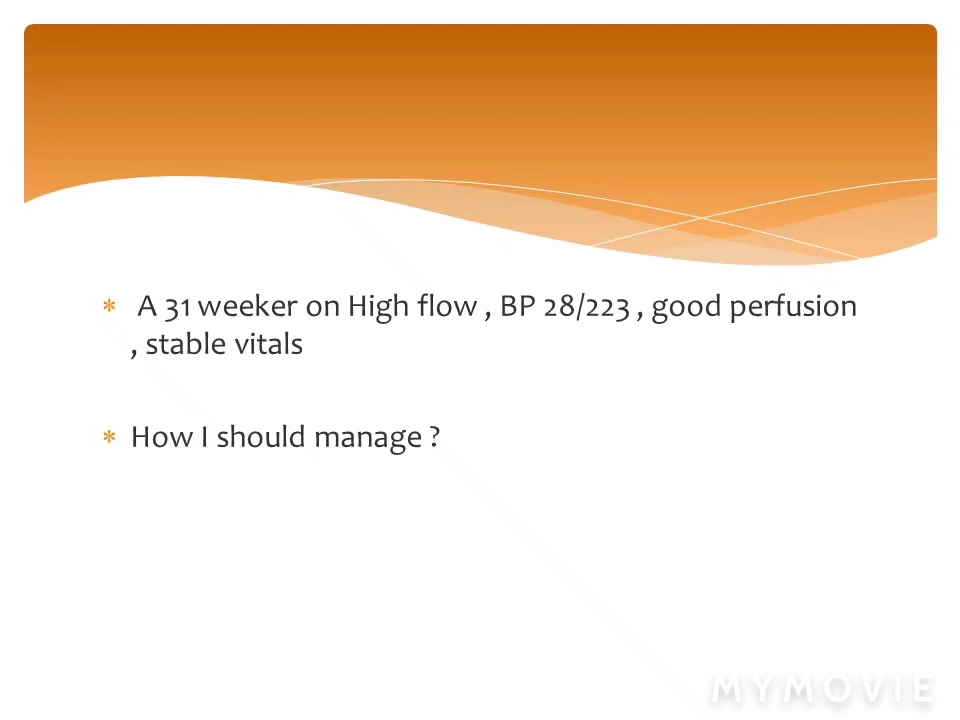 * A 31 weeker on High flow , BP 28/223 , good perfusion
, stable vitals
* How I should manage ?
MYMOVIE